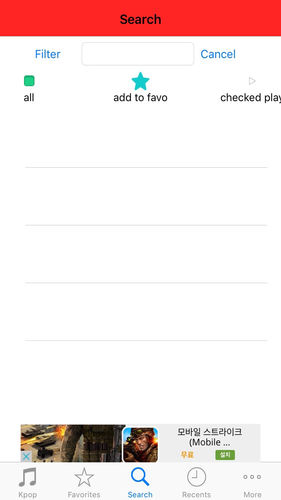 Search
Filter Cancel
all add to favo checked play
모바일 스트라이크
(Mobile ...
무료 설치
Kpop Favorites Search Recents More